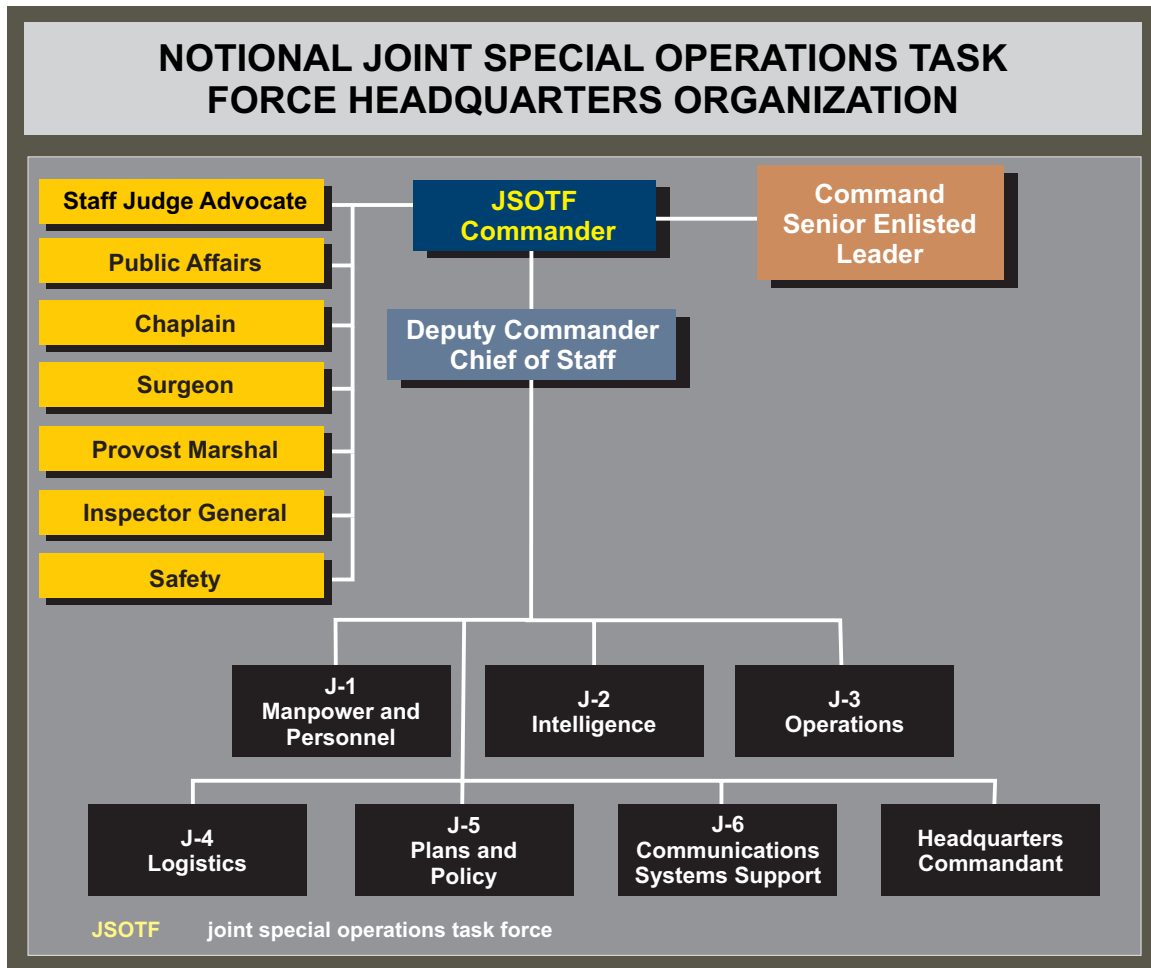 NOTIONAL JOINT SPECIAL OPERATIONS TASK
FORCE HEADQUARTERS ORGANIZATION
Staff Judge Advocate
Public Affairs
Chaplain
Surgeon
Provost Marshal
Inspector General
Safety
JSOTF
Commander
Command
Senior Enlisted
Leader
Deputy Commander
Chief of Staff
J-1
Manpower and
Personnel
J-2
Intelligence
J-3
Operations
J-4
Logistics
J-5
Plans and
Policy
J-6
Communications
Systems Support
Headquarters
Commandant
JSOTF joint special operations task force